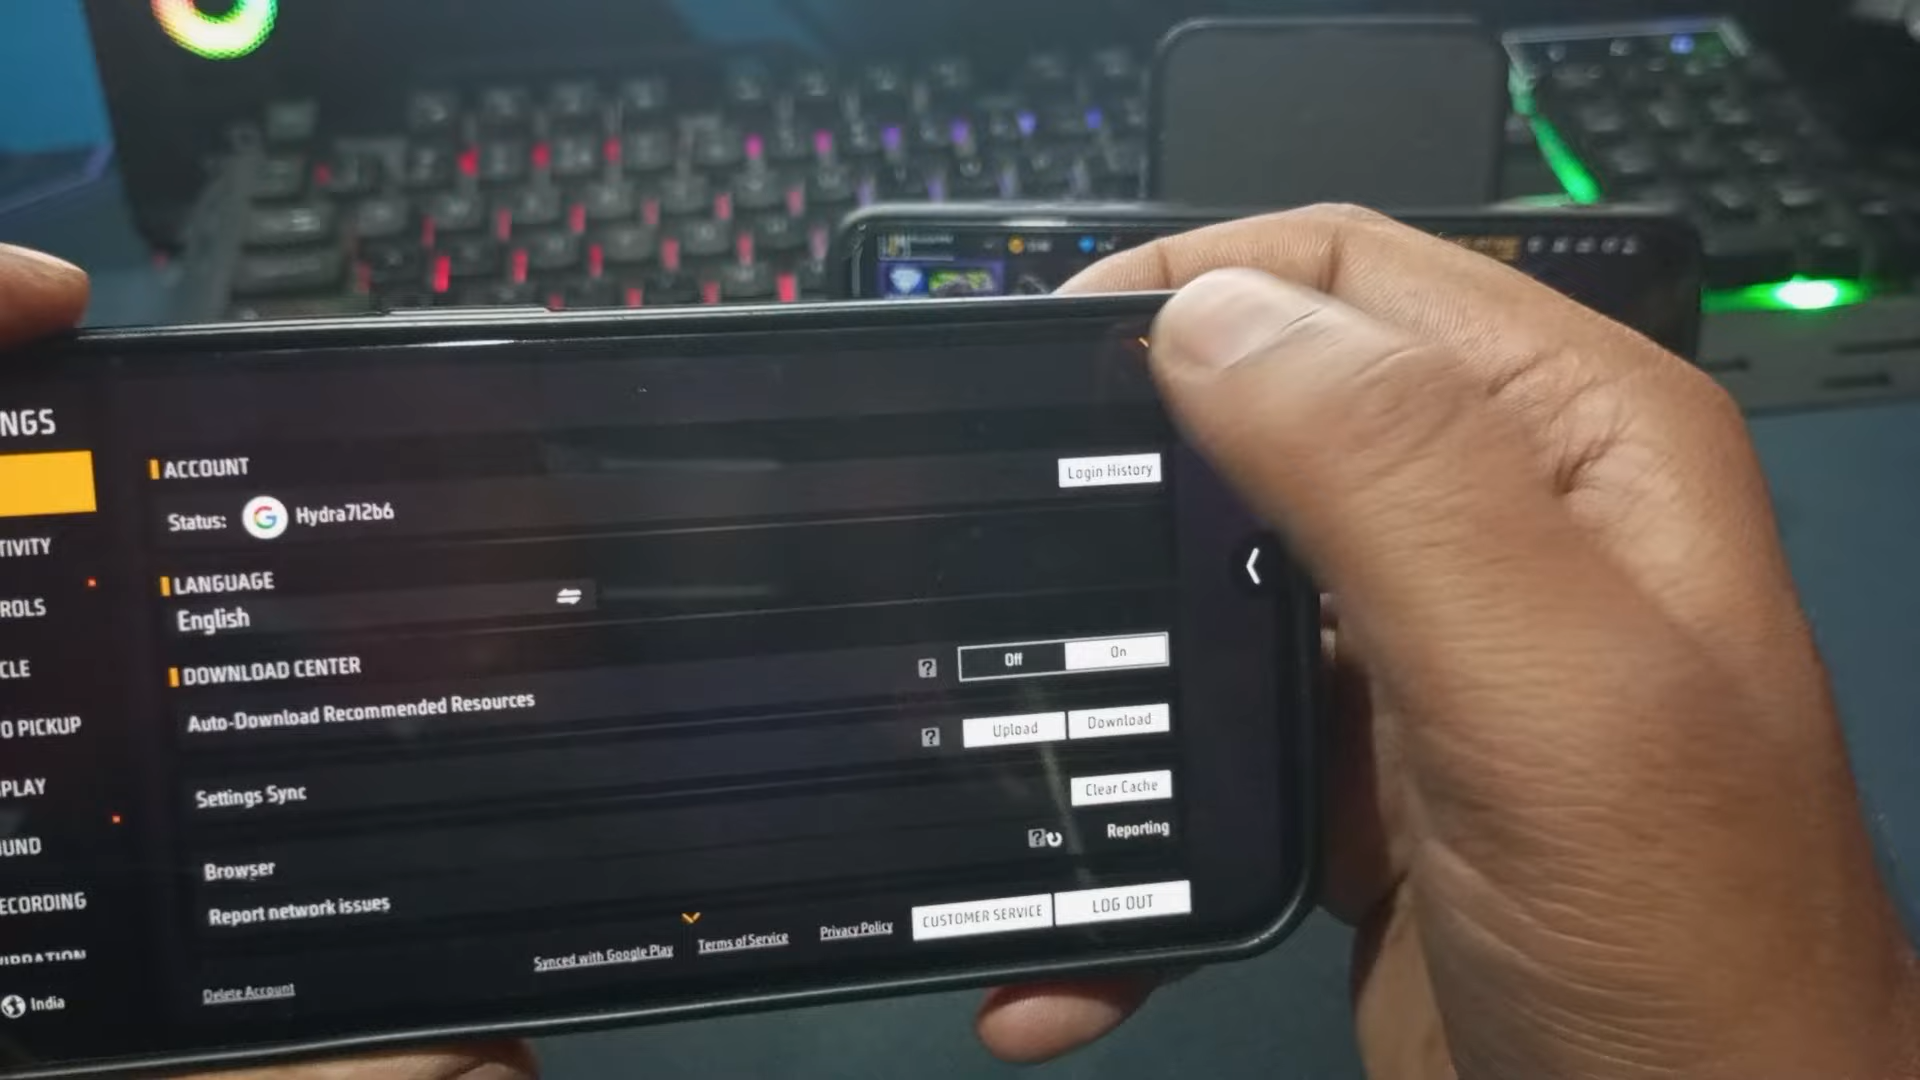 NGS
TIVITY
ROLS
CLE
O PICKUP
PLAY
UND
ECORDING
India
ACCOUNT
Login History
Status: G Hydra712b6
LANGUAGE
English
DOWNLOAD CENTER
Auto-Download Recommended Resources ? Off On
Settings Sync ? Upload Download
Browser Clear Cache
Report network issues ? Reporting
Delete Account
Synced with Google Play
Terms of Service
Privacy Policy
CUSTOMER SERVICE
LOG OUT